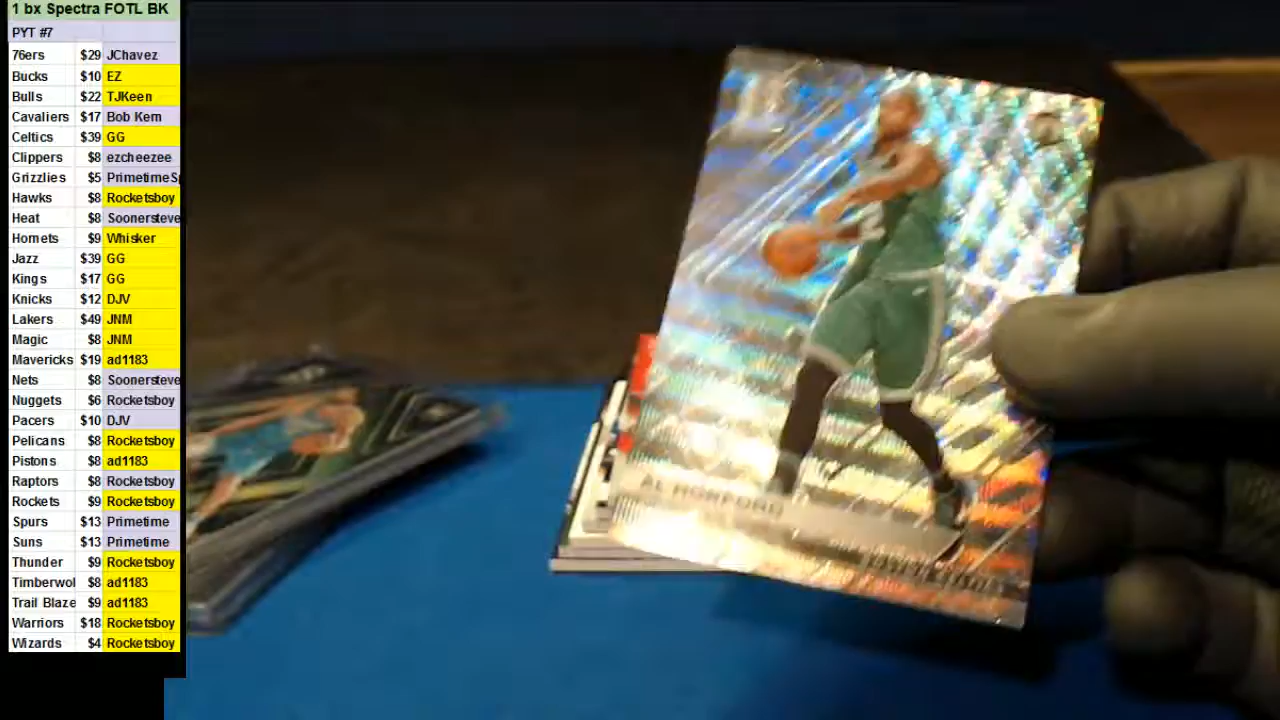 1 bx Spectra FOTL BK
PYT #7
76ers $29 JChavez
Bucks $10 EZ
Bulls $22 TJKeen
Cavaliers $17 Bob Kern
Celtics $39 GG
Clippers $8 ezcheezee
Grizzlies $5 PrimetimeSp
Hawks $8 Rocketsboy
Heat $8 Soonersteve
Hornets $9 Whisker
Jazz $39 GG
Kings $17 GG
Knicks $12 DJV
Lakers $49 JNM
Magic $8 JNM
Mavericks $19 ad1183
Nets $8 Soonersteve
Nuggets $6 Rocketsboy
Pacers $10 DJV
Pelicans $8 Rocketsboy
Pistons $8 ad1183
Raptors $8 Rocketsboy
Rockets $9 Rocketsboy
Spurs $13 Primetime
Suns $13 Primetime
Thunder $9 Rocketsboy
Timberwol $8 ad1183
Trail Blaze $9 ad1183
Warriors $18 Rocketsboy
Wizards $4 Rocketsboy
AL HORFORD
BOSTON CELTICS